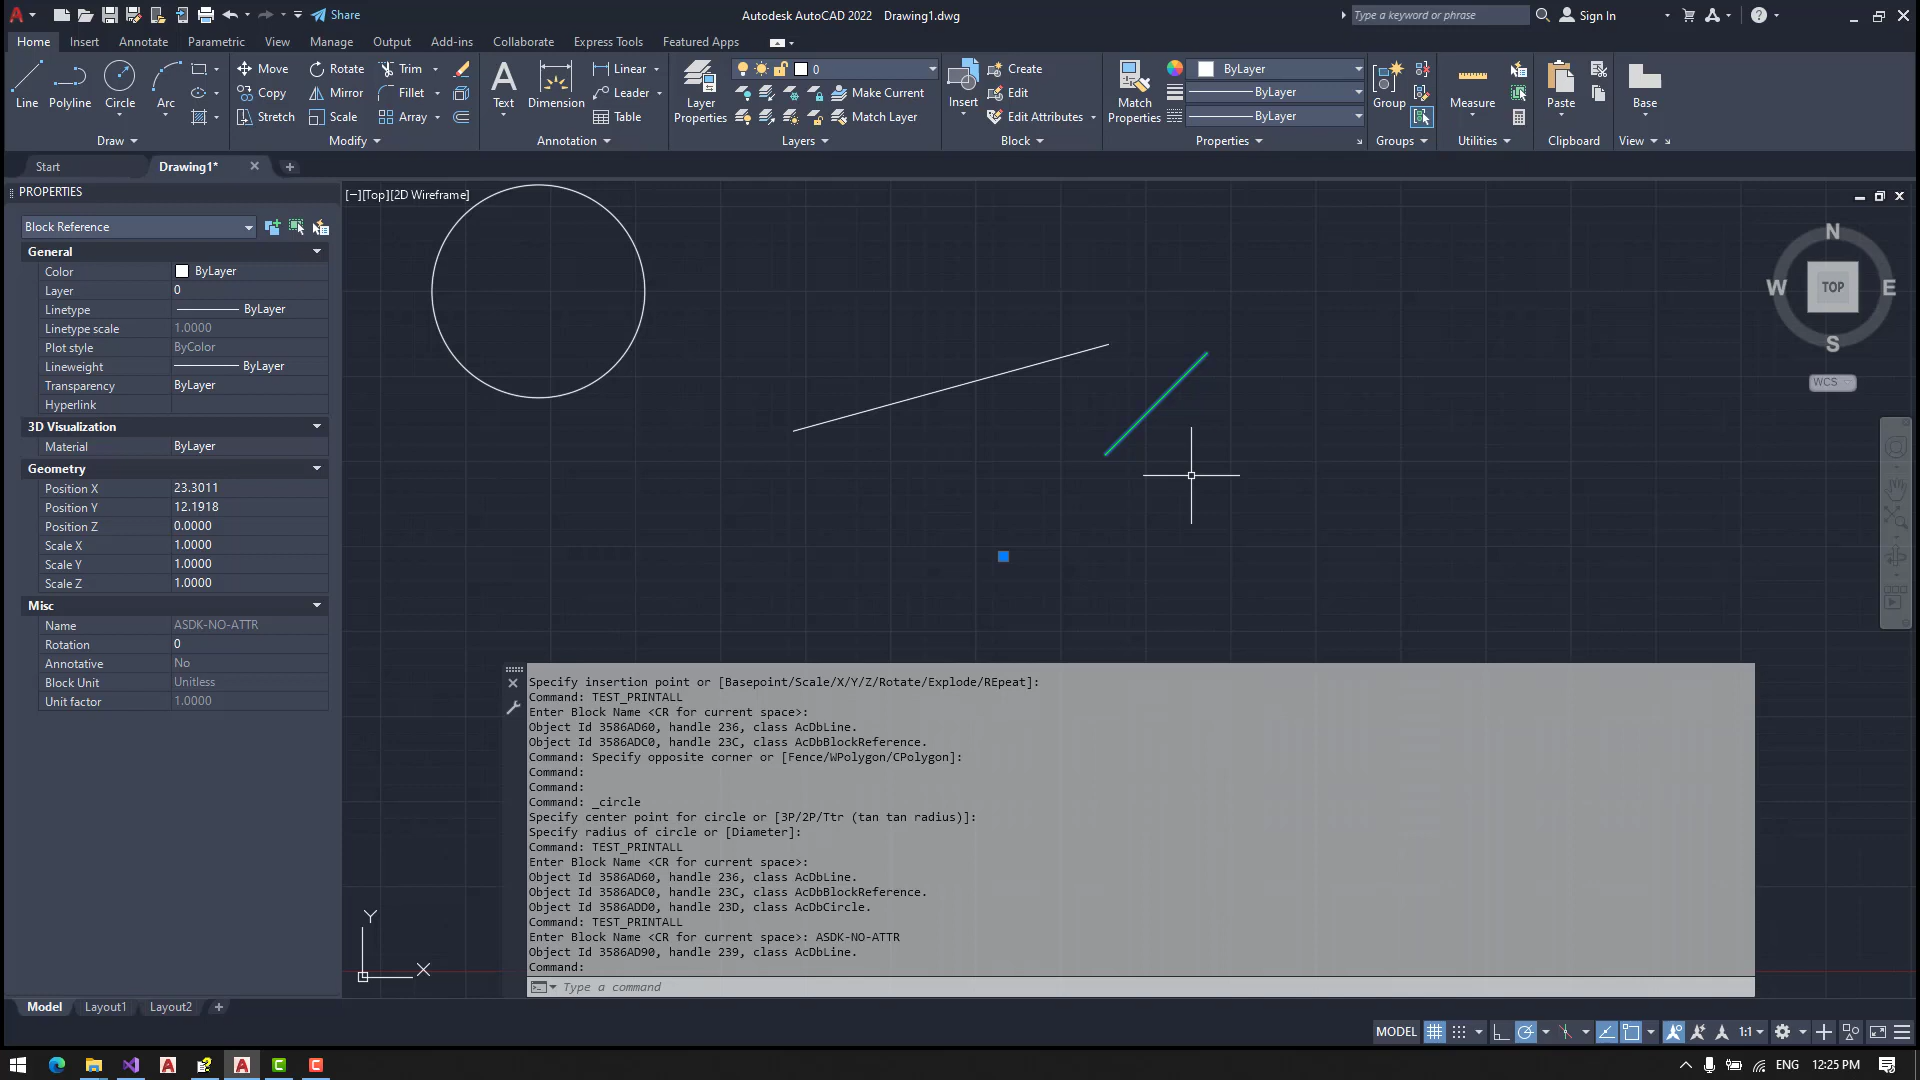 Share
Autodesk AutoCAD 2022 Drawing1.dwg
Type a keyword or phrase
Sign In
Home Insert Annotate Parametric View Manage Output Add-ins Collaborate Express Tools Featured Apps
Line
Polyline
Circle
Arc
Draw
Move Rotate Trim
Copy Mirror Fillet
Stretch Scale Array
Modify
Text
Dimension
Linear
Leader
Table
Annotation
Layer
Properties
0
Make Current
Match Layer
Layers
Insert
Create
Edit
Edit Attributes
Block
Match
Properties
ByLayer
ByLayer
ByLayer
Properties
Group
Groups
Measure
Utilities
Paste
Clipboard
Base
View
Start
Drawing1*
PROPERTIES
Block Reference
General
Color ByLayer
Layer 0
Linetype ByLayer
Linetype scale 1.0000
Plot style ByColor
Lineweight ByLayer
Transparency ByLayer
Hyperlink
3D Visualization
Material ByLayer
Geometry
Position X 23.3011
Position Y 12.1918
Position Z 0.0000
Scale X 1.0000
Scale Y 1.0000
Scale Z 1.0000
Misc
Name ASDK-NO-ATTR
Rotation 0
Annotative No
Block Unit Unitless
Unit factor 1.0000
[−][Top][2D Wireframe]
N
W TOP E
S
WCS
Y
X
Specify insertion point or [Basepoint/Scale/X/Y/Z/Rotate/Explode/REpeat]:
Command: TEST_PRINTALL
Enter Block Name <CR for current space>:
Object Id 3586AD60, handle 236, class AcDbLine.
Object Id 3586ADC0, handle 23C, class AcDbBlockReference.
Command: Specify opposite corner or [Fence/WPolygon/CPolygon]:
Command:
Command:
Command: _circle
Specify center point for circle or [3P/2P/Ttr (tan tan radius)]:
Specify radius of circle or [Diameter]:
Command: TEST_PRINTALL
Enter Block Name <CR for current space>:
Object Id 3586AD60, handle 236, class AcDbLine.
Object Id 3586ADC0, handle 23C, class AcDbBlockReference.
Object Id 3586ADD0, handle 23D, class AcDbCircle.
Command: TEST_PRINTALL
Enter Block Name <CR for current space>: ASDK-NO-ATTR
Object Id 3586AD90, handle 239, class AcDbLine.
Command:
Type a command
Model Layout1 Layout2
MODEL
1:1
ENG 12:25 PM